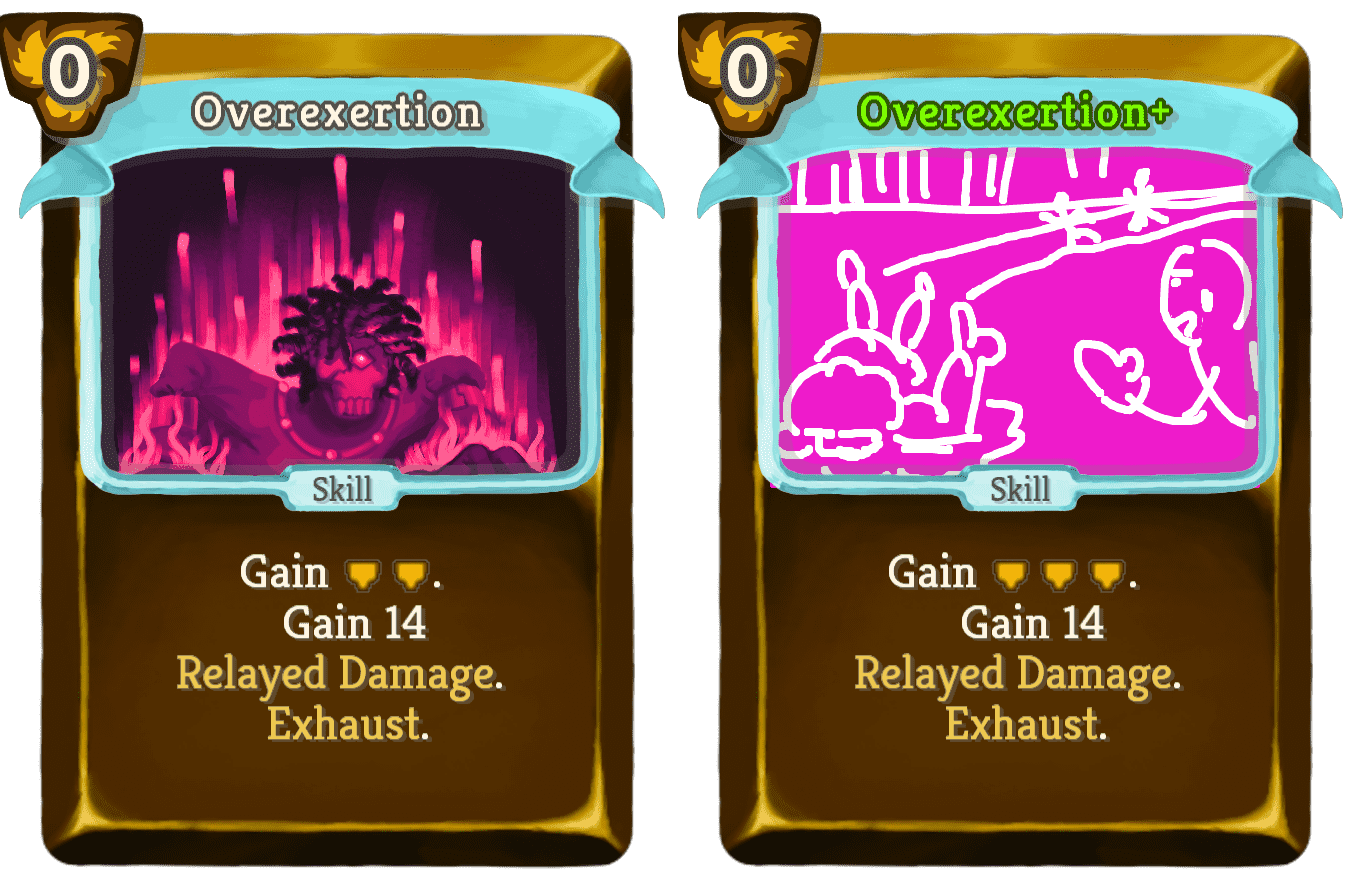 0
Overexertion
Skill
Gain .
Gain 14
Relayed Damage.
Exhaust.
0
Overexertion+
Skill
Gain .
Gain 14
Relayed Damage.
Exhaust.